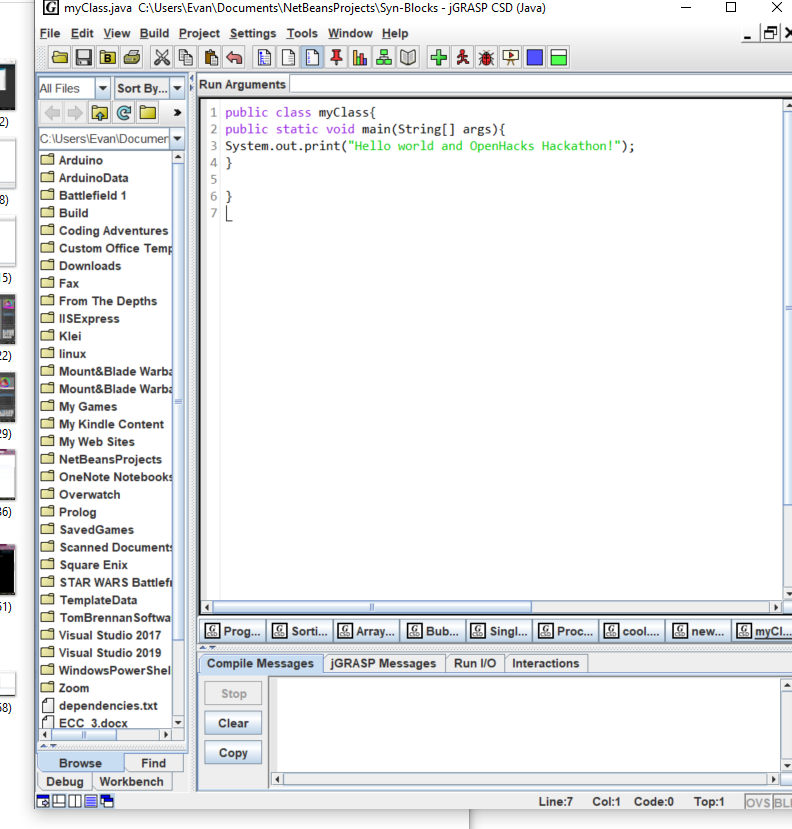 myClass.java C:\Users\Evan\Documents\NetBeansProjects\Syn-Blocks - jGRASP CSD (Java)
File Edit View Build Project Settings Tools Window Help
All Files Sort By... Run Arguments
C:\Users\Evan\Documen
Arduino
ArduinoData
Battlefield 1
Build
Coding Adventures
Custom Office Temp
Downloads
Fax
From The Depths
IISExpress
Klei
linux
Mount&Blade Warba
Mount&Blade Warba
My Games
My Kindle Content
My Web Sites
NetBeansProjects
OneNote Notebooks
Overwatch
Prolog
SavedGames
Scanned Documents
Square Enix
STAR WARS Battlefr
TemplateData
TomBrennanSoftwa
Visual Studio 2017
Visual Studio 2019
WindowsPowerShel
Zoom
dependencies.txt
ECC_3.docx
Browse Find
Debug Workbench
1 public class myClass{
2 public static void main(String[] args){
3 System.out.print("Hello world and OpenHacks Hackathon!");
4 }
5
6 }
7
Prog... Sorti... Array... Bub... Singl... Proc... cool.... new... myCl...
Compile Messages jGRASP Messages Run I/O Interactions
Stop
Clear
Copy
Line:7 Col:1 Code:0 Top:1 OVS BL
2)
8)
15)
22)
29)
36)
51)
58)